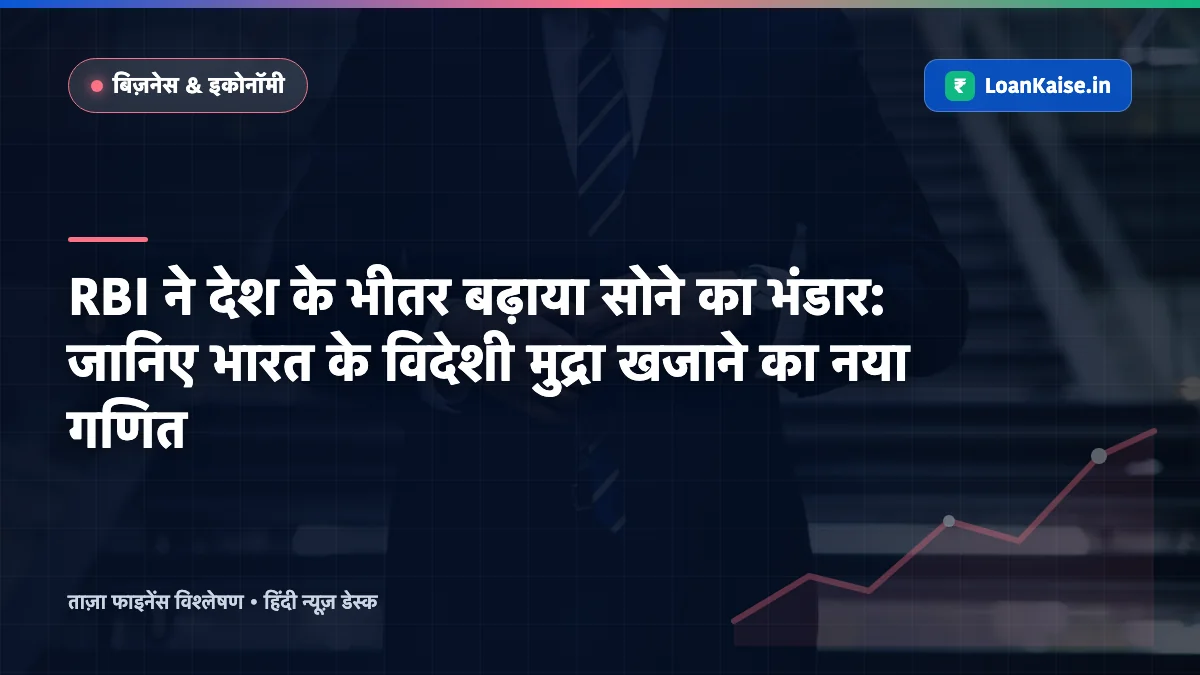 बिज़नेस & इकोनॉमी
₹ LoanKaise.in
RBI ने देश के भीतर बढ़ाया सोने का भंडार:
जानिए भारत के विदेशी मुद्रा खजाने का नया
गणित
ताज़ा फाइनेंस विश्लेषण • हिंदी न्यूज़ डेस्क